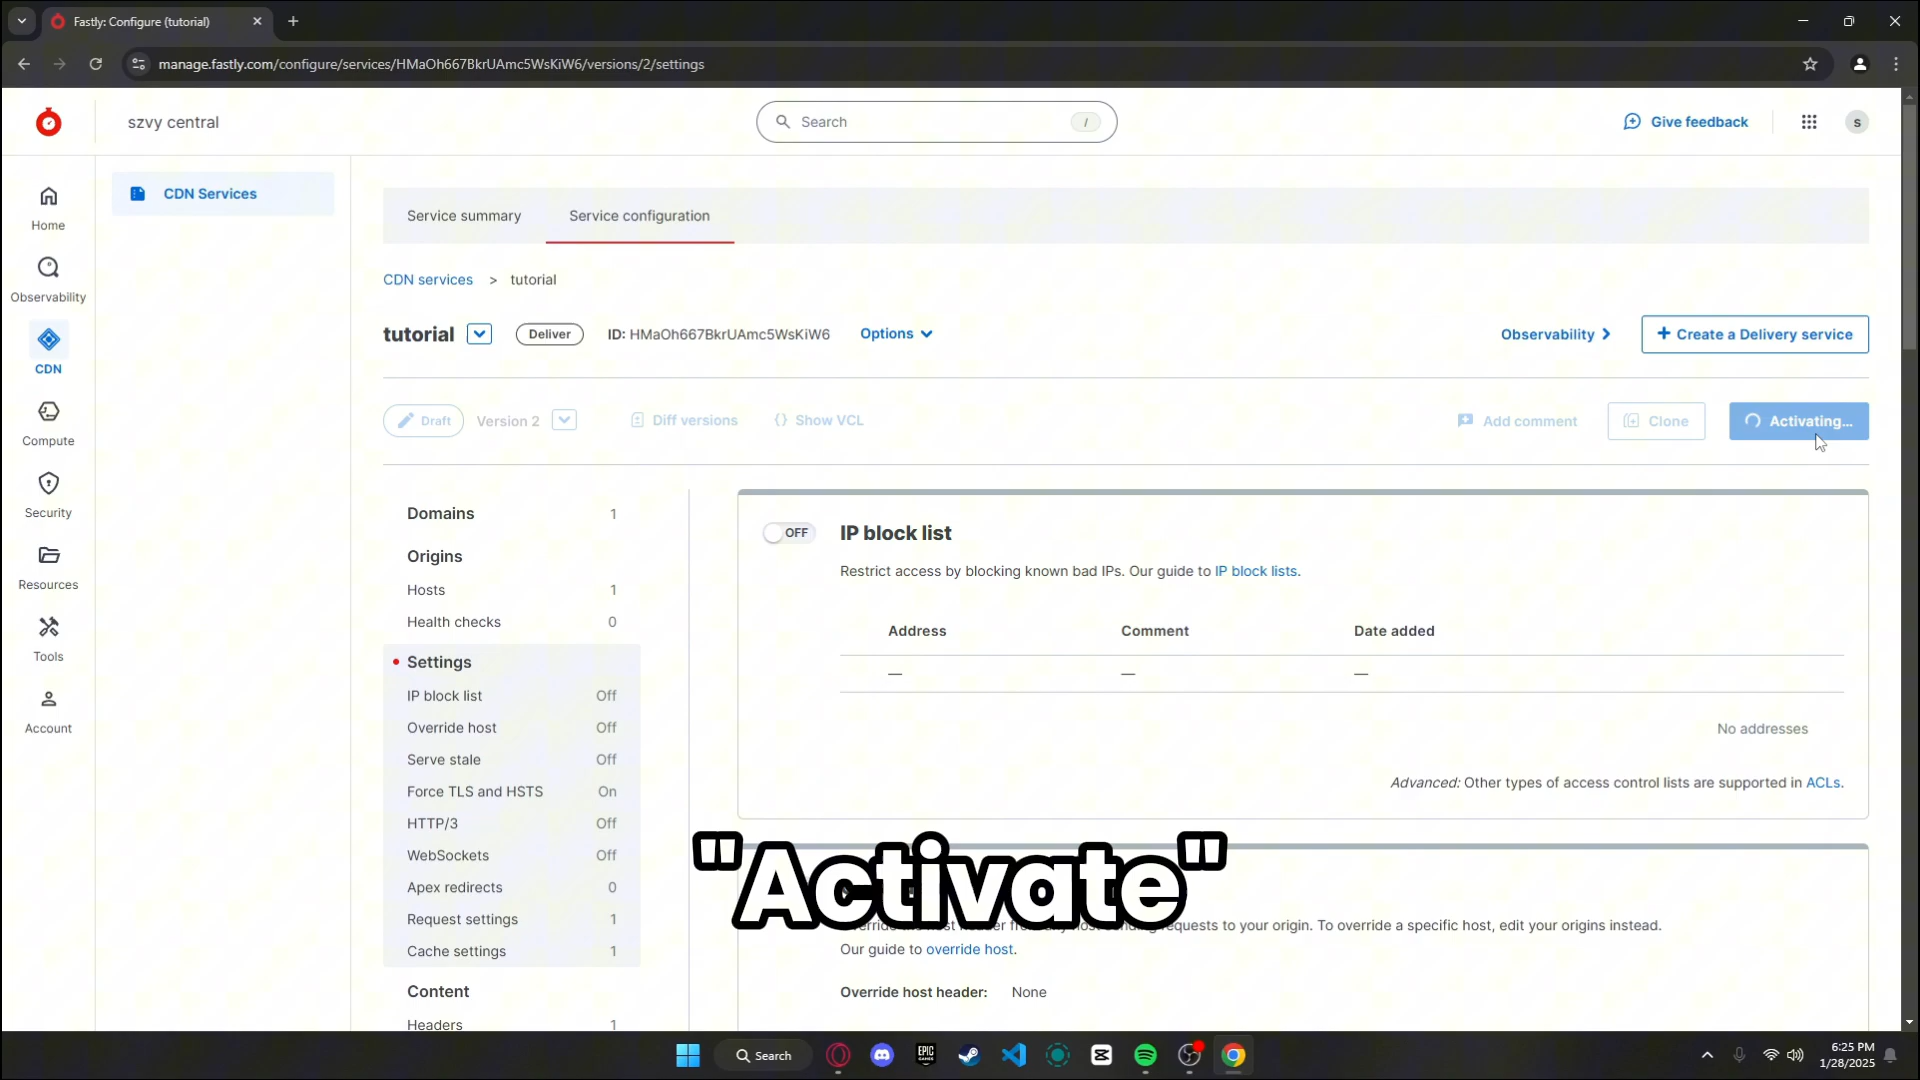 Fastly: Configure (tutorial)
manage.fastly.com/configure/services/HMaOh667BkrUAmc5WsKiW6/versions/2/settings
szvy central
Search
/
Give feedback
s
Home
Observability
CDN
Compute
Security
Resources
Tools
Account
CDN Services
Service summary
Service configuration
CDN services > tutorial
tutorial
Deliver
ID: HMaOh667BkrUAmc5WsKiW6
Options
Observability
+ Create a Delivery service
Draft
Version 2
Diff versions
{} Show VCL
Add comment
Clone
Activating...
Domains 1
Origins
Hosts 1
Health checks 0
Settings
IP block list Off
Override host Off
Serve stale Off
Force TLS and HSTS On
HTTP/3 Off
WebSockets Off
Apex redirects 0
Request settings 1
Cache settings 1
Content
Headers 1
OFF
IP block list
Restrict access by blocking known bad IPs. Our guide to IP block lists.
Address Comment Date added
— — —
No addresses
Advanced: Other types of access control lists are supported in ACLs.
"Activate"
requests to your origin. To override a specific host, edit your origins instead.
Our guide to override host.
Override host header: None
Search
EPIC GAMES
6:25 PM
1/28/2025